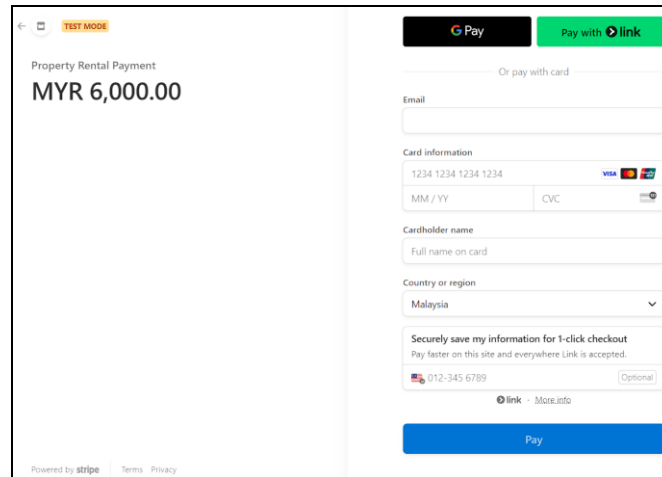 TEST MODE
Property Rental Payment
MYR 6,000.00
G Pay
Pay with link
Or pay with card
Email
Card information
1234 1234 1234 1234
VISA
MM / YY
CVC
Cardholder name
Full name on card
Country or region
Malaysia
Securely save my information for 1-click checkout
Pay faster on this site and everywhere Link is accepted.
012-345 6789
Optional
link · More info
Pay
Powered by stripe
Terms Privacy